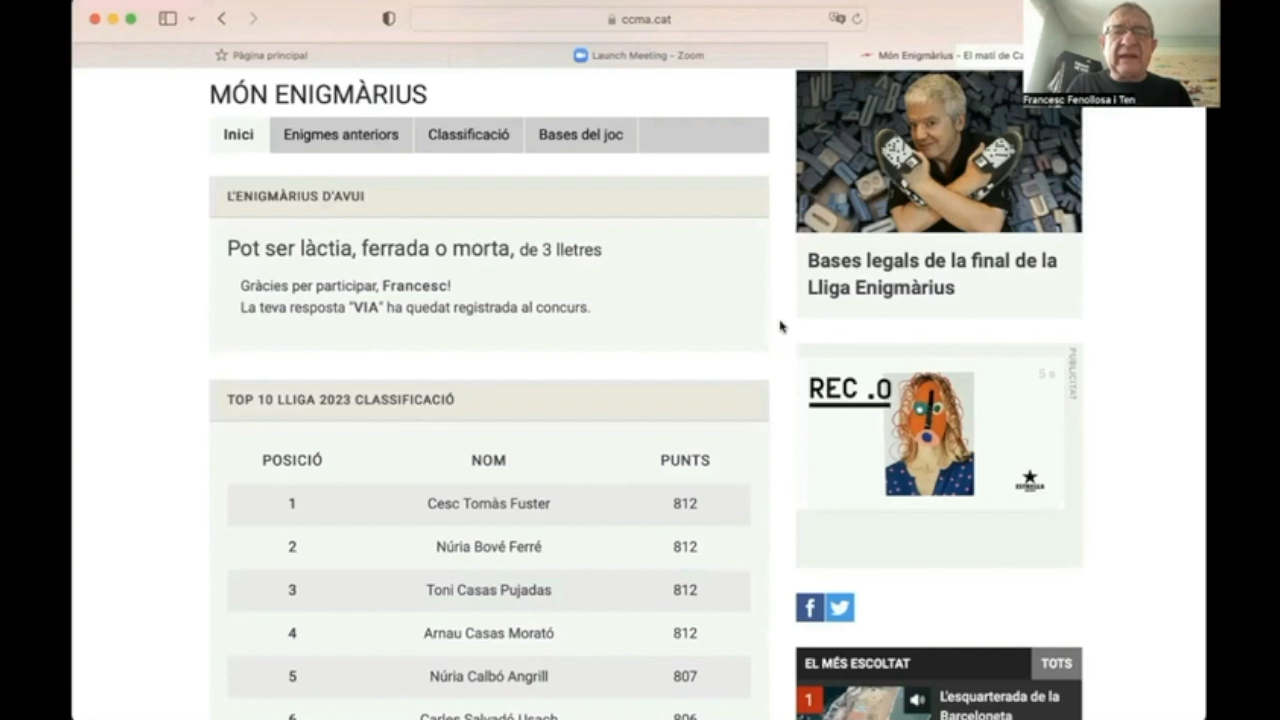 ccma.cat
Pàgina principal
Launch Meeting - Zoom
Món Enigmàrius - El matí de Ca
Francesc Fenollosa i Ten
MÓN ENIGMÀRIUS
Inici
Enigmes anteriors
Classificació
Bases del joc
L'ENIGMÀRIUS D'AVUI
Pot ser làctia, ferrada o morta, de 3 lletres
Gràcies per participar, Francesc!
La teva resposta "VIA" ha quedat registrada al concurs.
TOP 10 LLIGA 2023 CLASSIFICACIÓ
POSICIÓ NOM PUNTS
1 Cesc Tomàs Fuster 812
2 Núria Bové Ferré 812
3 Toni Casas Pujadas 812
4 Arnau Casas Morató 812
5 Núria Calbó Angrill 807
6 Carles Salvadó Usach 806
Bases legals de la final de la
Lliga Enigmàrius
PUBLICITAT
5 s
REC .0
ESTRELLA
EL MÉS ESCOLTAT
TOTS
1
L'esquarterada de la
Barceloneta